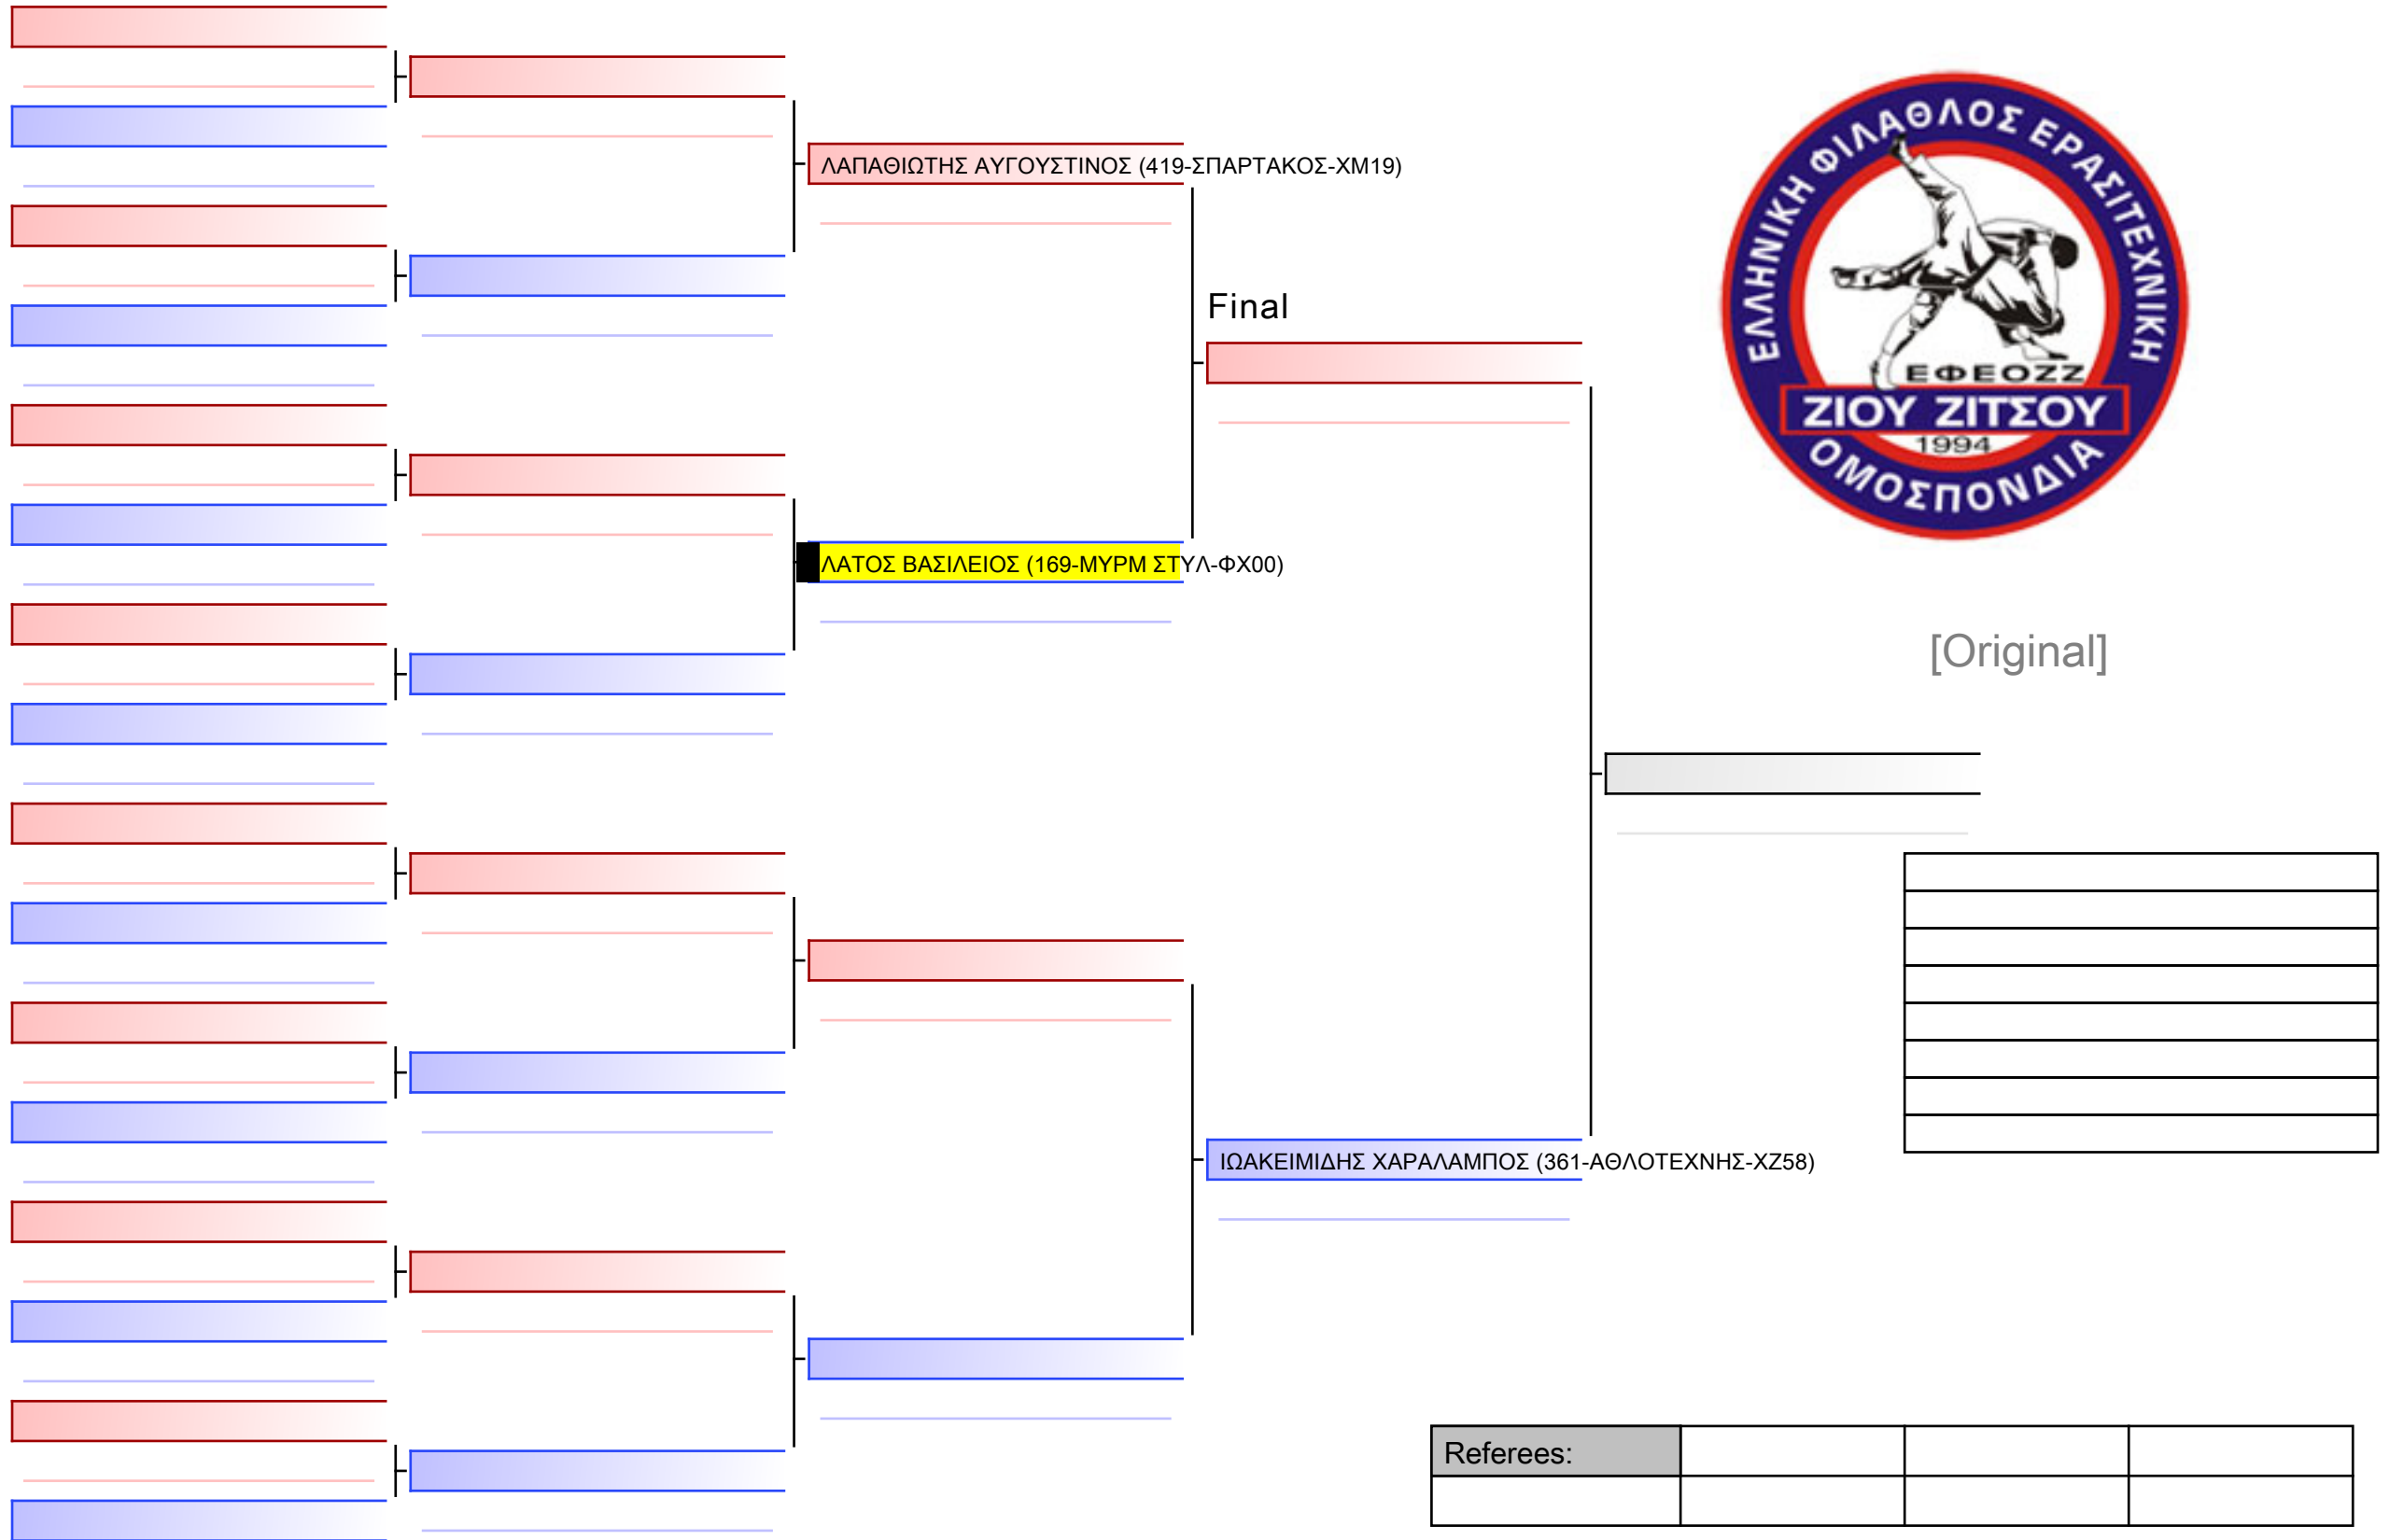 ΕΛΛΗΝΙΚΗ ΦΙΛΑΘΛΟΣ ΕΡΑΣΙΤΕΧΝΙΚΗ
ΕΦΕΟΖΖ
ΖΙΟΥ ΖΙΤΣΟΥ
1994
ΟΜΟΣΠΟΝΔΙΑ
ΛΑΠΑΘΙΩΤΗΣ ΑΥΓΟΥΣΤΙΝΟΣ (419-ΣΠΑΡΤΑΚΟΣ-ΧΜ19)
Final
ΛΑΤΟΣ ΒΑΣΙΛΕΙΟΣ (169-ΜΥΡΜ ΣΤΥΛ-ΦΧ00)
[Original]
ΙΩΑΚΕΙΜΙΔΗΣ ΧΑΡΑΛΑΜΠΟΣ (361-ΑΘΛΟΤΕΧΝΗΣ-ΧΖ58)
Referees: